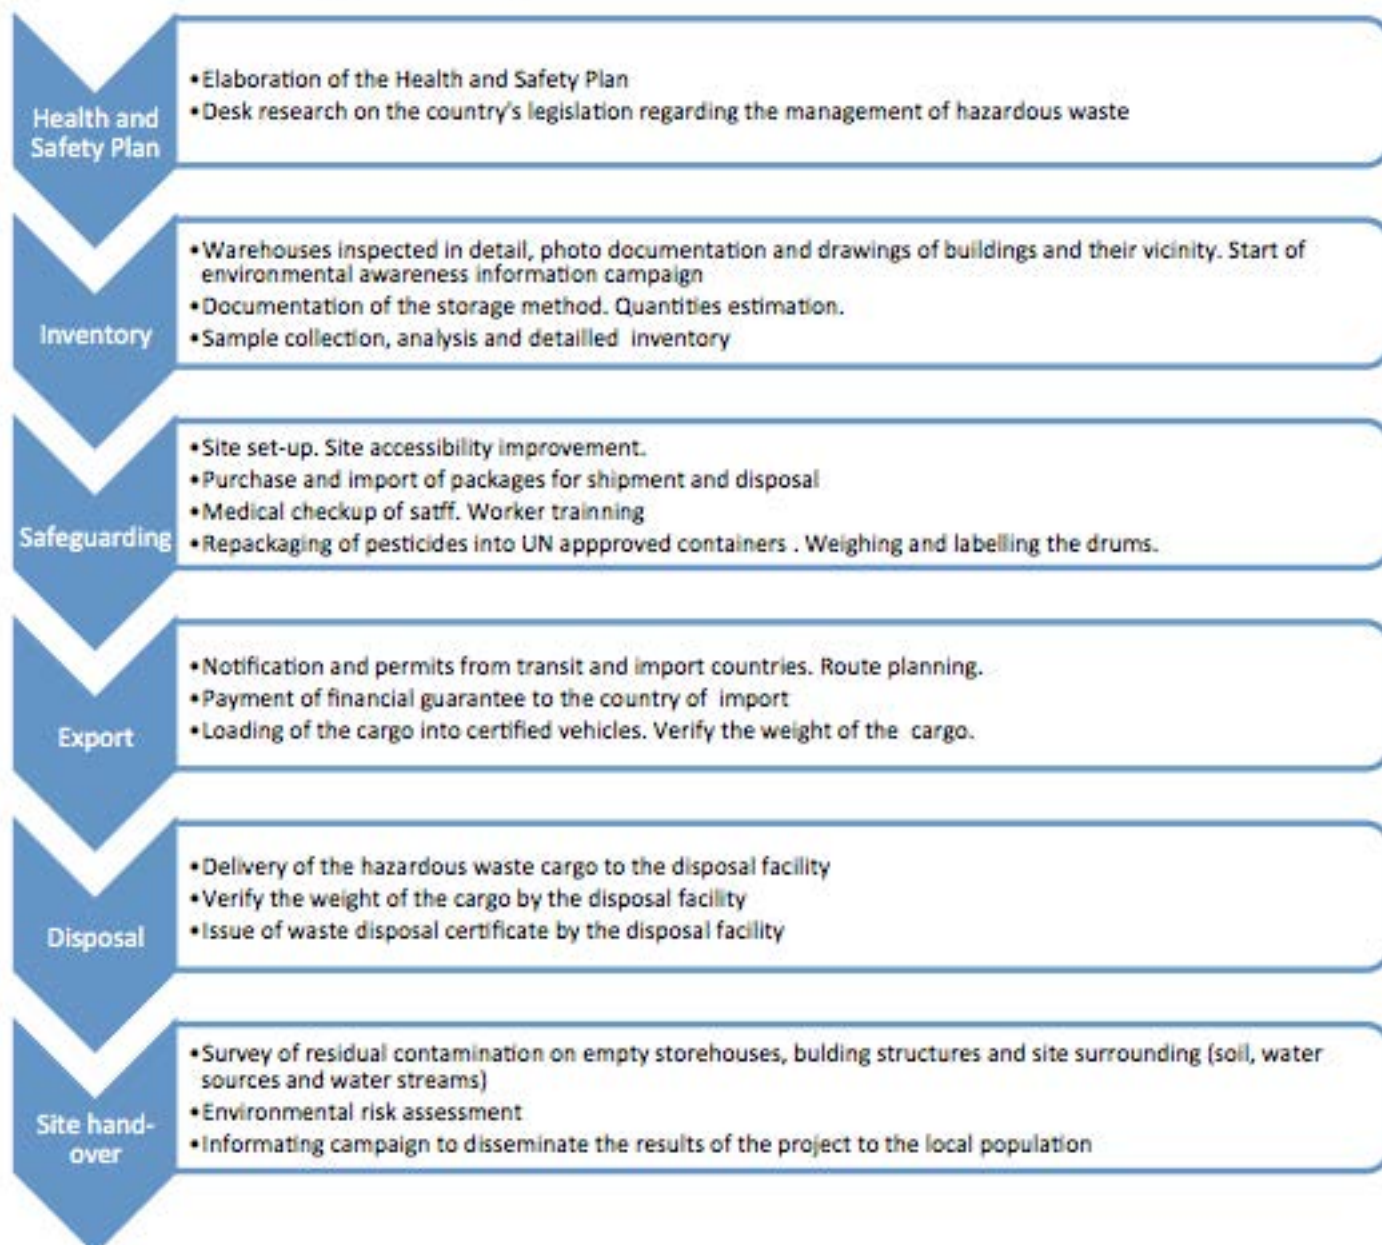 Health and
Safety Plan
•Elaboration of the Health and Safety Plan
•Desk research on the country's legislation regarding the management of hazardous waste
Inventory
•Warehouses inspected in detail, photo documentation and drawings of buildings and their vicinity. Start of
environmental awareness information campaign
•Documentation of the storage method. Quantities estimation.
•Sample collection, analysis and detailled inventory
Safeguarding
•Site set-up. Site accessibility improvement.
•Purchase and import of packages for shipment and disposal
•Medical checkup of satff. Worker trainning
•Repackaging of pesticides into UN appproved containers . Weighing and labelling the drums.
Export
•Notification and permits from transit and import countries. Route planning.
•Payment of financial guarantee to the country of import
•Loading of the cargo into certified vehicles. Verify the weight of the cargo.
Disposal
•Delivery of the hazardous waste cargo to the disposal facility
•Verify the weight of the cargo by the disposal facility
•Issue of waste disposal certificate by the disposal facility
Site hand-
over
•Survey of residual contamination on empty storehouses, bulding structures and site surrounding (soil, water
sources and water streams)
•Environmental risk assessment
•Informating campaign to disseminate the results of the project to the local population